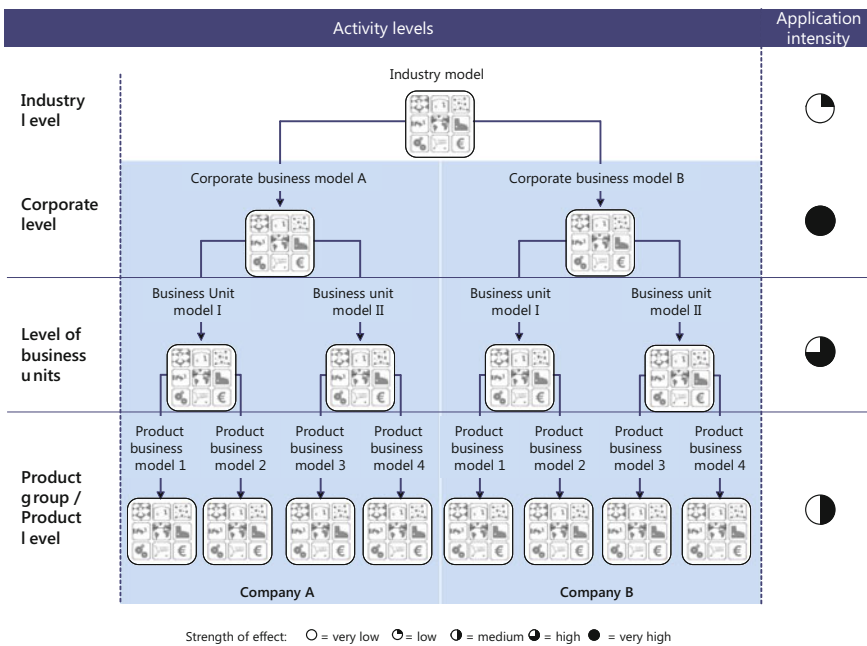 Activity levels
Application
intensity
Industry
level
Industry model
Corporate
level
Corporate business model A
Corporate business model B
Level of
business
units
Business Unit
model I
Business unit
model II
Business unit
model I
Business unit
model II
Product
group /
Product
level
Product
business
model 1
Product
business
model 2
Product
business
model 3
Product
business
model 4
Product
business
model 1
Product
business
model 2
Product
business
model 3
Product
business
model 4
Company A
Company B
Strength of effect: = very low = low = medium = high = very high